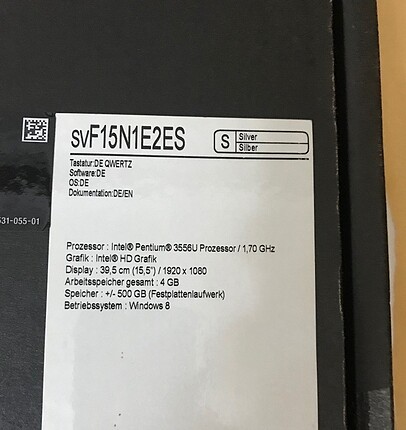 svF15N1E2ES
S Silver
Silber
Tastatur:DE QWERTZ
Software:DE
OS:DE
Dokumentation:DE/EN
531-055-01
Prozessor : Intel® Pentium® 3556U Prozessor / 1,70 GHz
Grafik : Intel® HD Grafik
Display : 39,5 cm (15,5") / 1920 x 1080
Arbeitsspeicher gesamt : 4 GB
Speicher : +/- 500 GB (Festplattenlaufwerk)
Betriebssystem : Windows 8